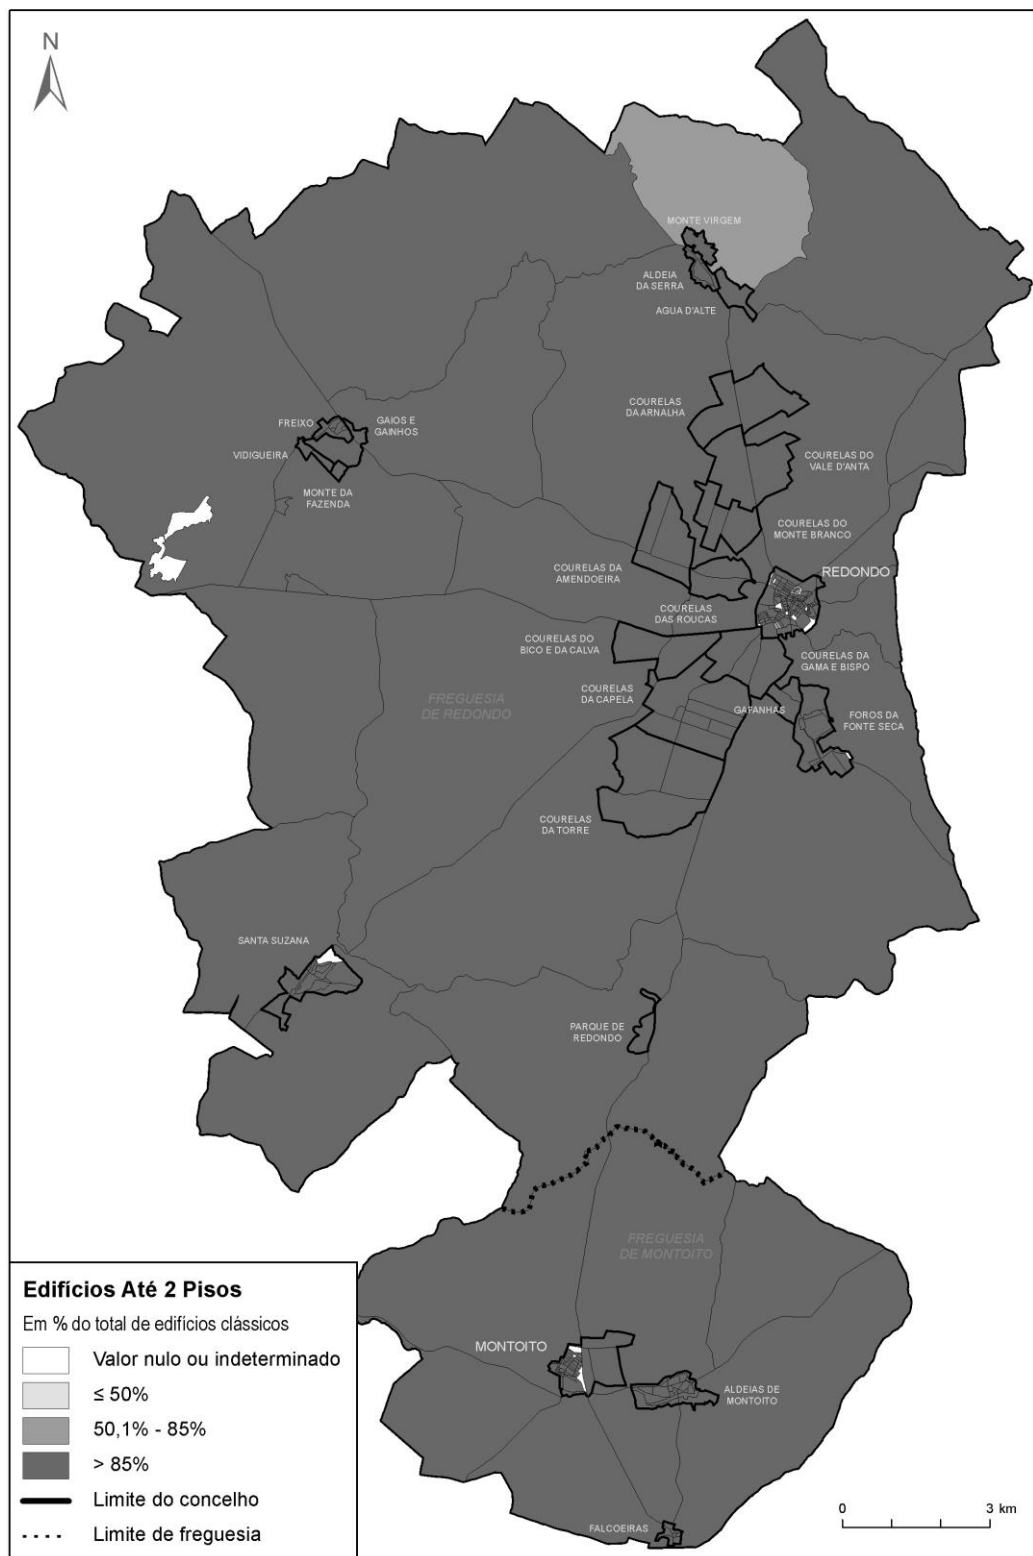 N
MONTE VIRGEM
ALDEIA
DA SERRA
AGUA D'ALTE
COURELAS
DA ARNALHA
FREIXO
GAIOS E
GAINHOS
VIDIGUEIRA
COURELAS DO
VALE D'ANTA
MONTE DA
FAZENDA
COURELAS DO
MONTE BRANCO
COURELAS DA
AMENDOEIRA
REDONDO
COURELAS
DAS ROUCAS
COURELAS DO
BICO E DA CALVA
COURELAS DA
GAMA E BISPO
COURELAS
DA CAPELA
FREGUESIA
DE REDONDO
GAFANHAS
FOROS DA
FONTE SECA
COURELAS
DA TORRE
SANTA SUZANA
PARQUE DE
REDONDO
FREGUESIA
DE MONTOITO
MONTOITO
ALDEIAS DE
MONTOITO
FALCOEIRAS
Edifícios Até 2 Pisos
Em % do total de edifícios clássicos
Valor nulo ou indeterminado
≤ 50%
50,1% - 85%
> 85%
Limite do concelho
Limite de freguesia
0 3 km